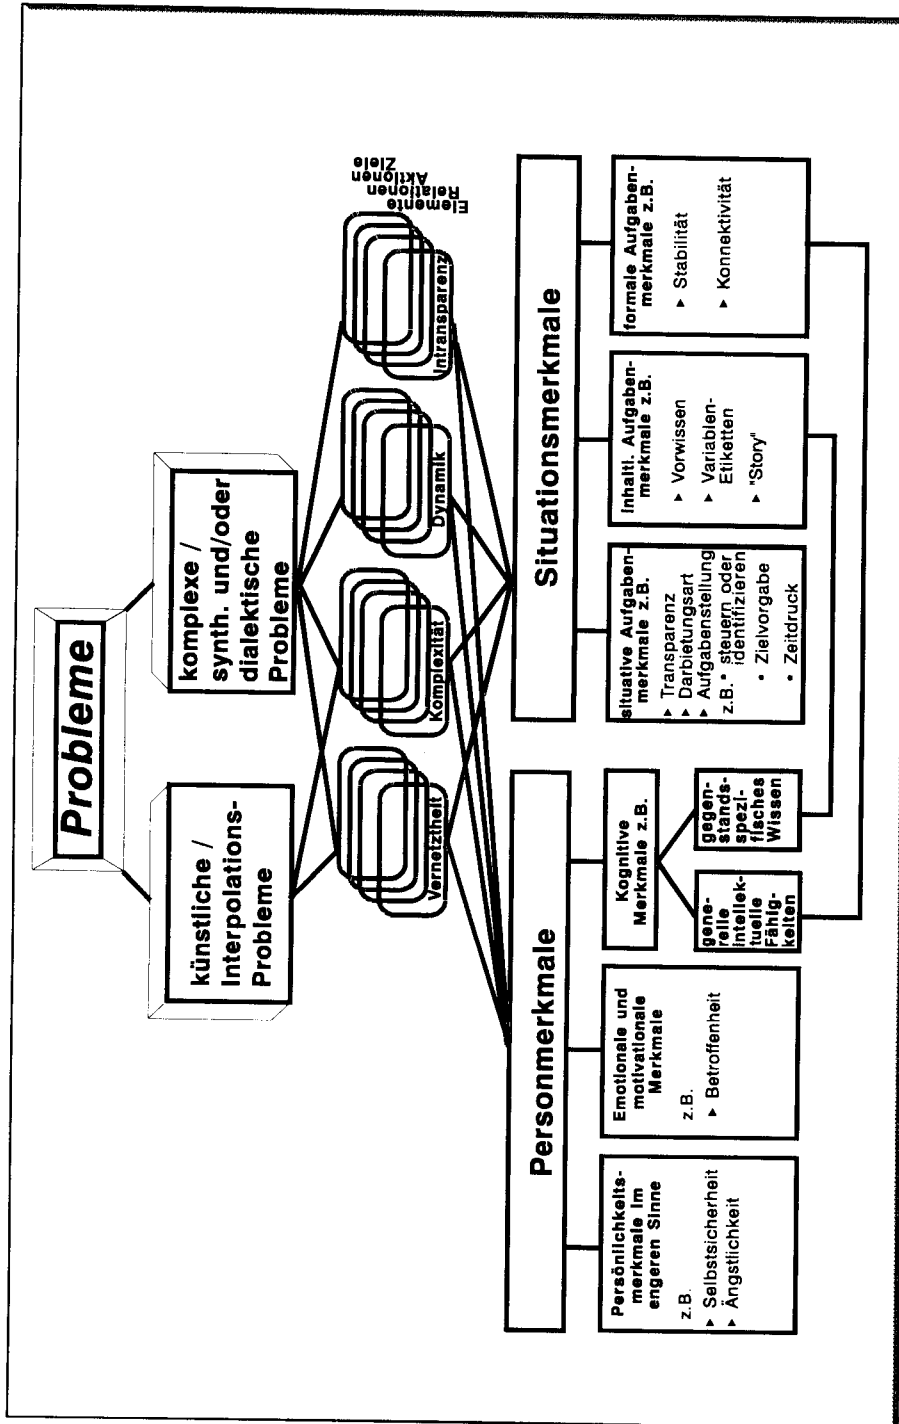 Probleme
künstliche /
Interpolations-
Probleme
komplexe /
synth. und/oder
dialektische
Probleme
Vernetztheit
Komplexität
Dynamik
Intransparenz
Elemente
Relationen
Aktionen
Ziele
Personmerkmale
Situationsmerkmale
Persönlichkeits-
merkmale im
engeren Sinne
z.B.
▸ Selbstsicherheit
▸ Ängstlichkeit
Emotionale und
motivationale
Merkmale
z.B.
▸ Betroffenheit
Kognitive
Merkmale z.B.
gene-
relle
intellek-
tuelle
Fähig-
keiten
gegen-
stands-
spezi-
fisches
Wissen
situative Aufgaben-
merkmale z.B.
▸ Transparenz
▸ Darbietungsart
▸ Aufgabenstellung
z.B. • steuern oder
identifizieren
• Zielvorgabe
• Zeitdruck
inhaltl. Aufgaben-
merkmale z.B.
▸ Vorwissen
▸ Variablen-
Etiketten
▸ "Story"
formale Aufgaben-
merkmale z.B.
▸ Stabilität
▸ Konnektivität